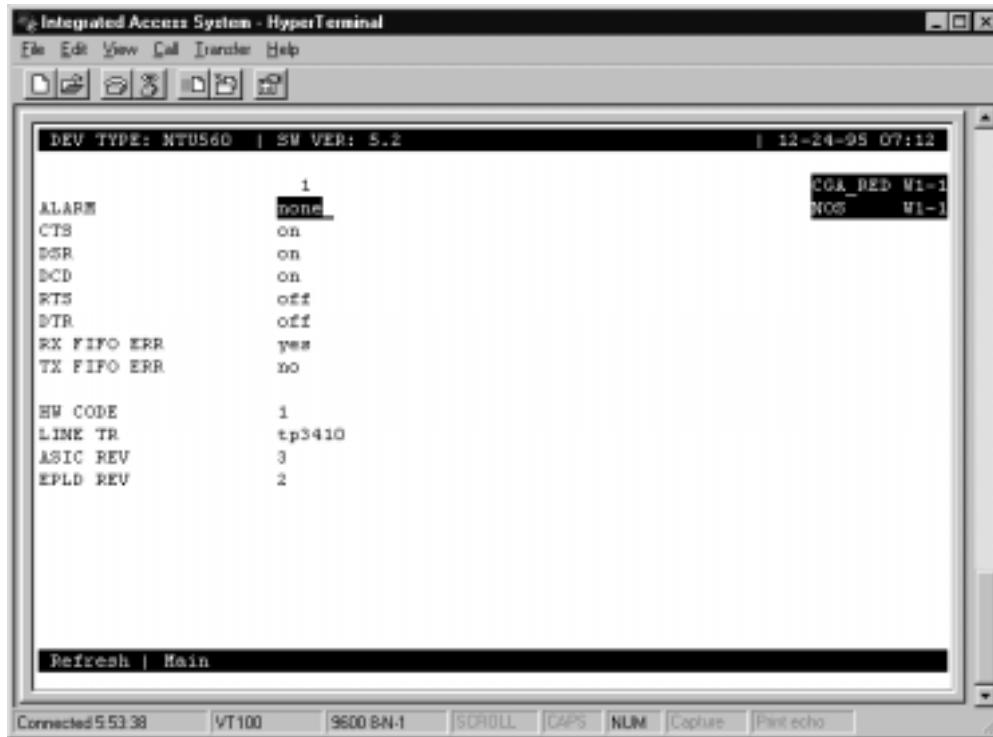 Integrated Access System - HyperTerminal
File Edit View Call Transfer Help
DEV TYPE: NTU560 | SW VER: 5.2 | 12-24-95 07:12
1 CGA_RED W1-1
ALARM none_ NOS W1-1
CTS on
DSR on
DCD on
RTS off
DTR off
RX FIFO ERR yes
TX FIFO ERR no
HW CODE 1
LINE TR tp3410
ASIC REV 3
EPLD REV 2
Refresh | Main
Connected 5:53:38 VT100 9600 8-N-1 SCROLL CAPS NUM Capture Print echo